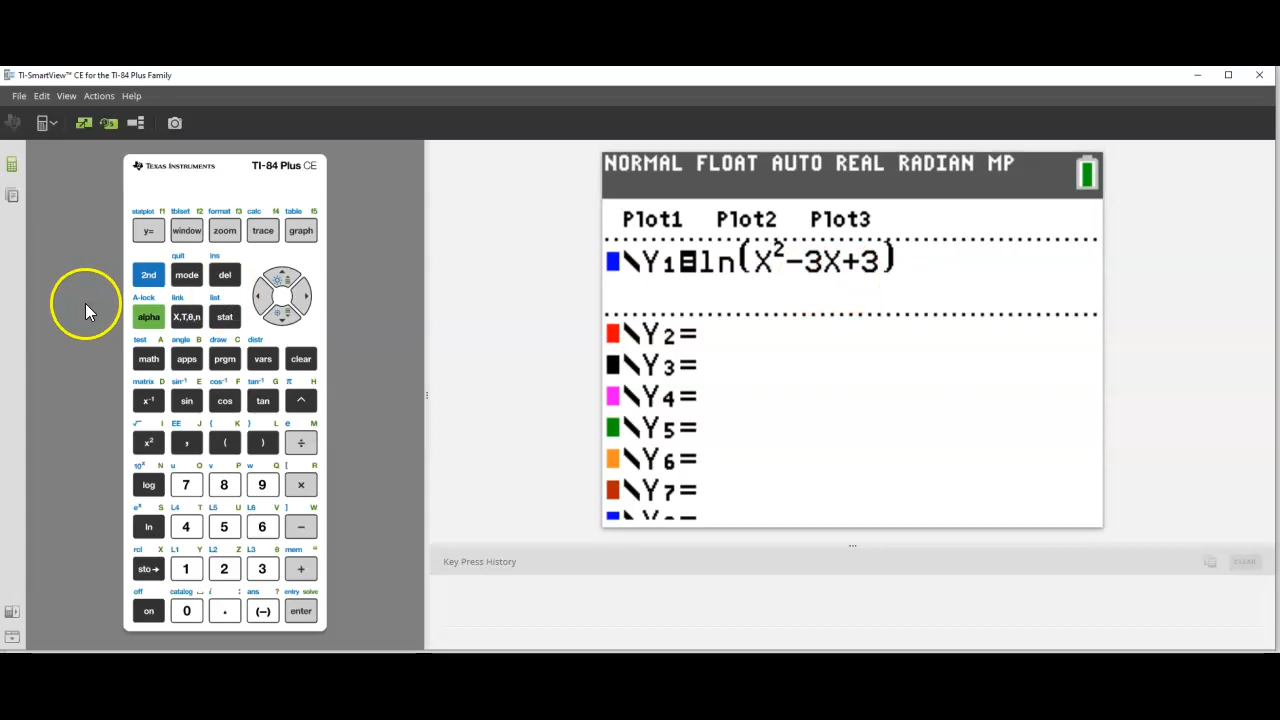 TI-SmartView™ CE for the TI-84 Plus Family
File Edit View Actions Help
TEXAS INSTRUMENTS TI-84 Plus CE
statplot f1 tblset f2 format f3 calc f4 table f5
y= window zoom trace graph
quit ins
2nd mode del
A-lock link list
alpha X,T,θ,n stat
test A angle B draw C distr
math apps prgm vars clear
matrix D sin⁻¹ E cos⁻¹ F tan⁻¹ G π H
x⁻¹ sin cos tan ^
√ I EE J { K } L e M
x² , ( ) ÷
10ˣ N u O v P w Q [ R
log 7 8 9 ×
eˣ S L4 T L5 U L6 V ] W
ln 4 5 6 −
rcl X L1 Y L2 Z L3 θ mem "
sto→ 1 2 3 +
off catalog i : ans ? entry solve
on 0 . (−) enter
NORMAL FLOAT AUTO REAL RADIAN MP
Plot1 Plot2 Plot3
\Y1=ln(X²-3X+3)
\Y2=
\Y3=
\Y4=
\Y5=
\Y6=
\Y7=
Key Press History
CLEAR